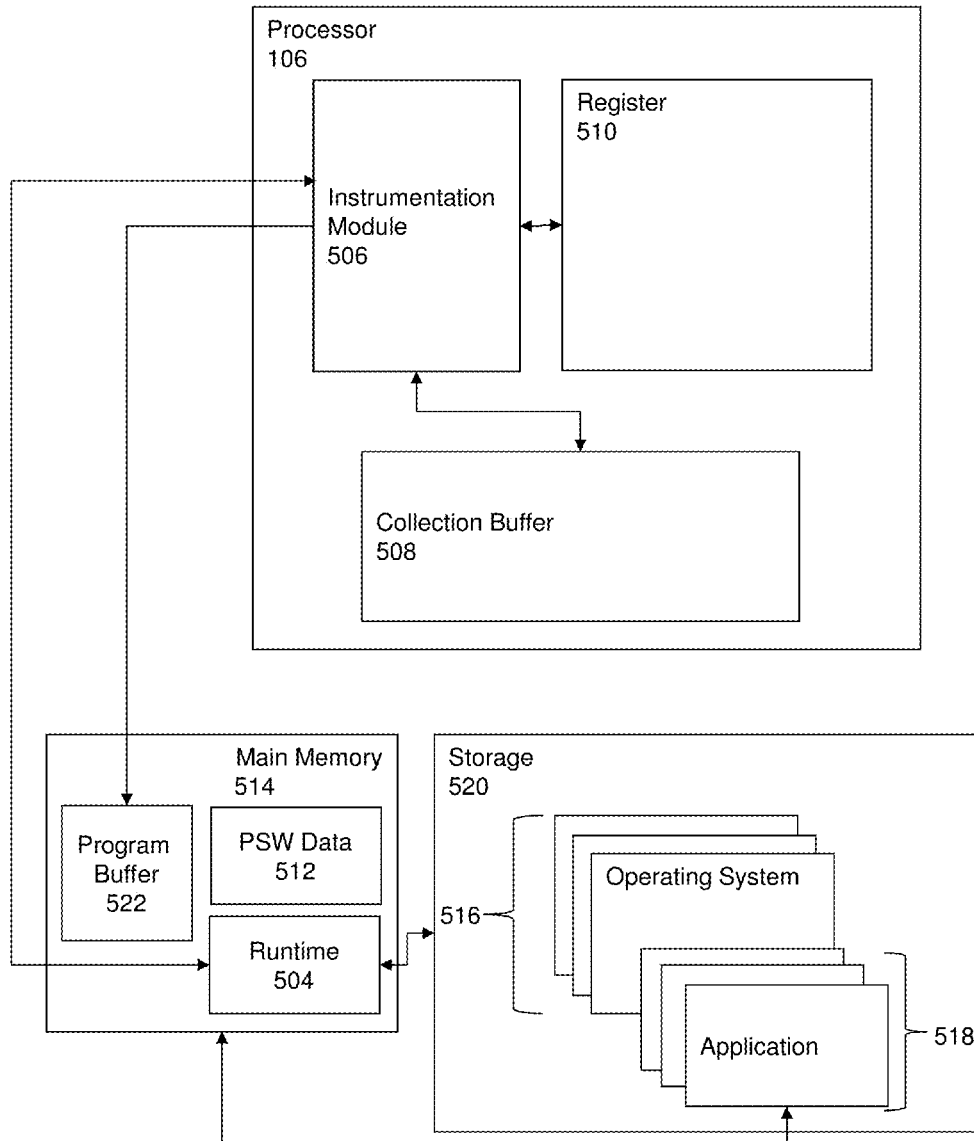 Processor
106
Register
510
Instrumentation
Module
506
Collection Buffer
508
Main Memory
514
Program
Buffer
522
PSW Data
512
Runtime
504
Storage
520
Operating System
516
Application
518